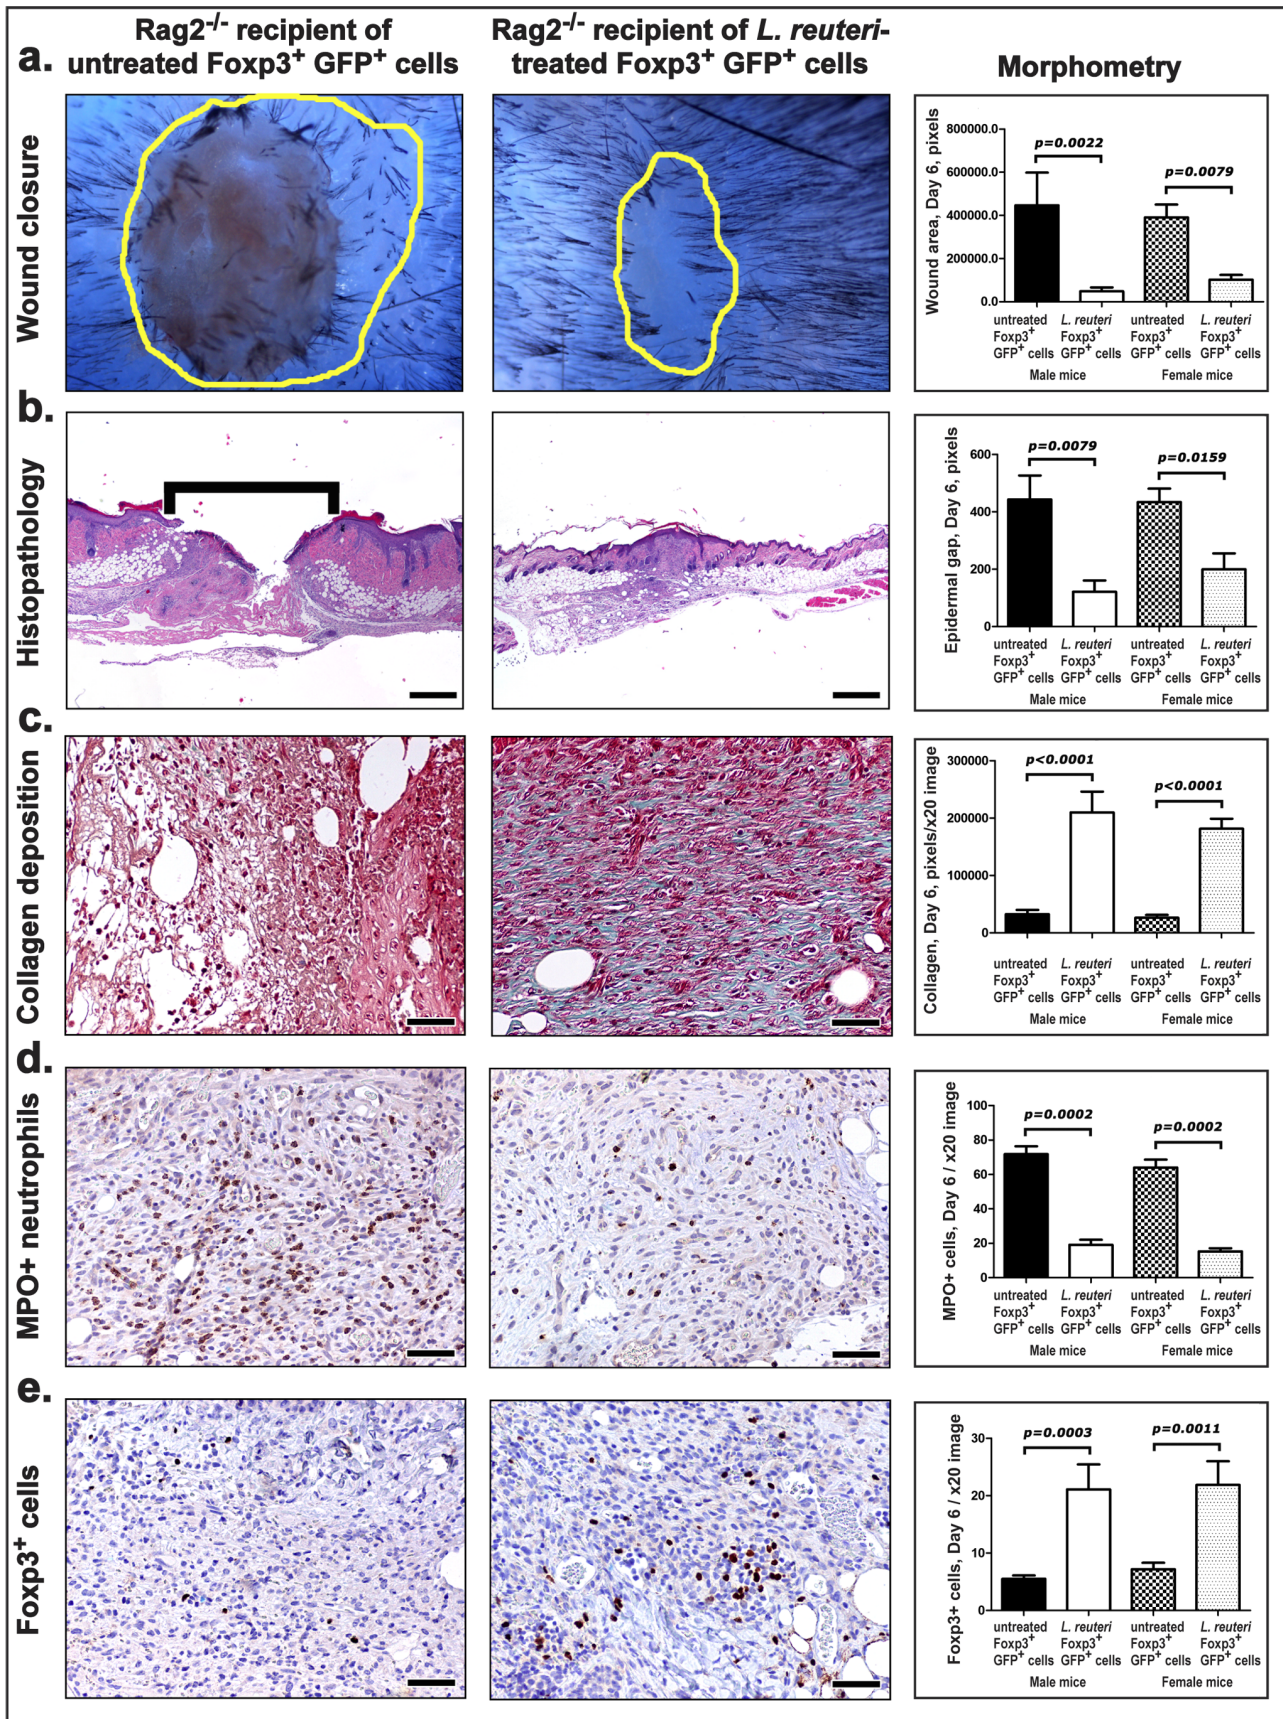 Rag2-/- recipient of
untreated Foxp3+ GFP+ cells
Rag2-/- recipient of L. reuteri-
treated Foxp3+ GFP+ cells
Morphometry
a.
Wound closure
Wound area, Day 6, pixels
800000.0
600000.0
400000.0
200000.0
0.0
p=0.0022
p=0.0079
untreated
Foxp3+
GFP+ cells
L. reuteri
Foxp3+
GFP+ cells
untreated
Foxp3+
GFP+ cells
L. reuteri
Foxp3+
GFP+ cells
Male mice
Female mice
b.
Histopathology
Epidermal gap, Day 6, pixels
600
400
200
0
p=0.0079
p=0.0159
untreated
Foxp3+
GFP+ cells
L. reuteri
Foxp3+
GFP+ cells
untreated
Foxp3+
GFP+ cells
L. reuteri
Foxp3+
GFP+ cells
Male mice
Female mice
c.
Collagen deposition
Collagen, Day 6, pixels/x20 image
300000
200000
100000
0
p<0.0001
p<0.0001
untreated
Foxp3+
GFP+ cells
L. reuteri
Foxp3+
GFP+ cells
untreated
Foxp3+
GFP+ cells
L. reuteri
Foxp3+
GFP+ cells
Male mice
Female mice
d.
MPO+ neutrophils
MPO+ cells, Day 6 / x20 image
100
80
60
40
20
0
p=0.0002
p=0.0002
untreated
Foxp3+
GFP+ cells
L. reuteri
Foxp3+
GFP+ cells
untreated
Foxp3+
GFP+ cells
L. reuteri
Foxp3+
GFP+ cells
Male mice
Female mice
e.
Foxp3+ cells
Foxp3+ cells, Day 6 / x20 image
30
20
10
0
p=0.0003
p=0.0011
untreated
Foxp3+
GFP+ cells
L. reuteri
Foxp3+
GFP+ cells
untreated
Foxp3+
GFP+ cells
L. reuteri
Foxp3+
GFP+ cells
Male mice
Female mice